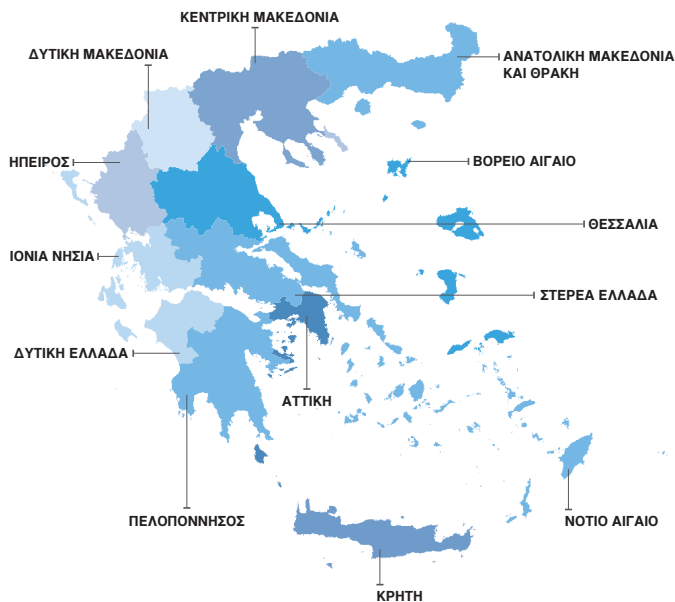 ΚΕΝΤΡΙΚΗ ΜΑΚΕΔΟΝΙΑ
ΔΥΤΙΚΗ ΜΑΚΕΔΟΝΙΑ
ΑΝΑΤΟΛΙΚΗ ΜΑΚΕΔΟΝΙΑ
ΚΑΙ ΘΡΑΚΗ
ΗΠΕΙΡΟΣ
ΒΟΡΕΙΟ ΑΙΓΑΙΟ
ΘΕΣΣΑΛΙΑ
ΙΟΝΙΑ ΝΗΣΙΑ
ΣΤΕΡΕΑ ΕΛΛΑΔΑ
ΔΥΤΙΚΗ ΕΛΛΑΔΑ
ΑΤΤΙΚΗ
ΠΕΛΟΠΟΝΝΗΣΟΣ
ΝΟΤΙΟ ΑΙΓΑΙΟ
ΚΡΗΤΗ